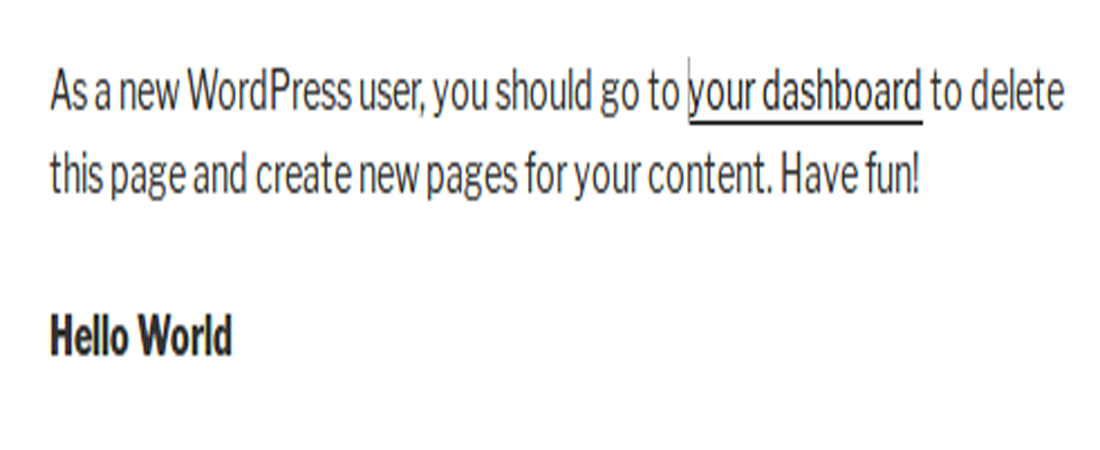 As a new WordPress user, you should go to your dashboard to delete
this page and create new pages for your content. Have fun!
Hello World